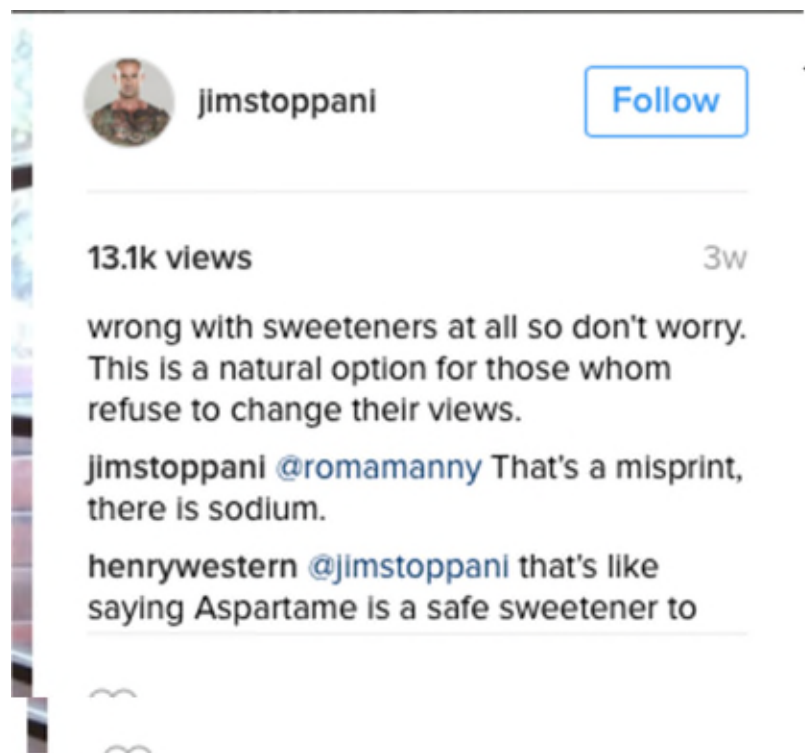 jimstoppani
Follow
13.1k views
3w
wrong with sweeteners at all so don't worry.
This is a natural option for those whom
refuse to change their views.
jimstoppani @romamanny That's a misprint,
there is sodium.
henrywestern @jimstoppani that's like
saying Aspartame is a safe sweetener to